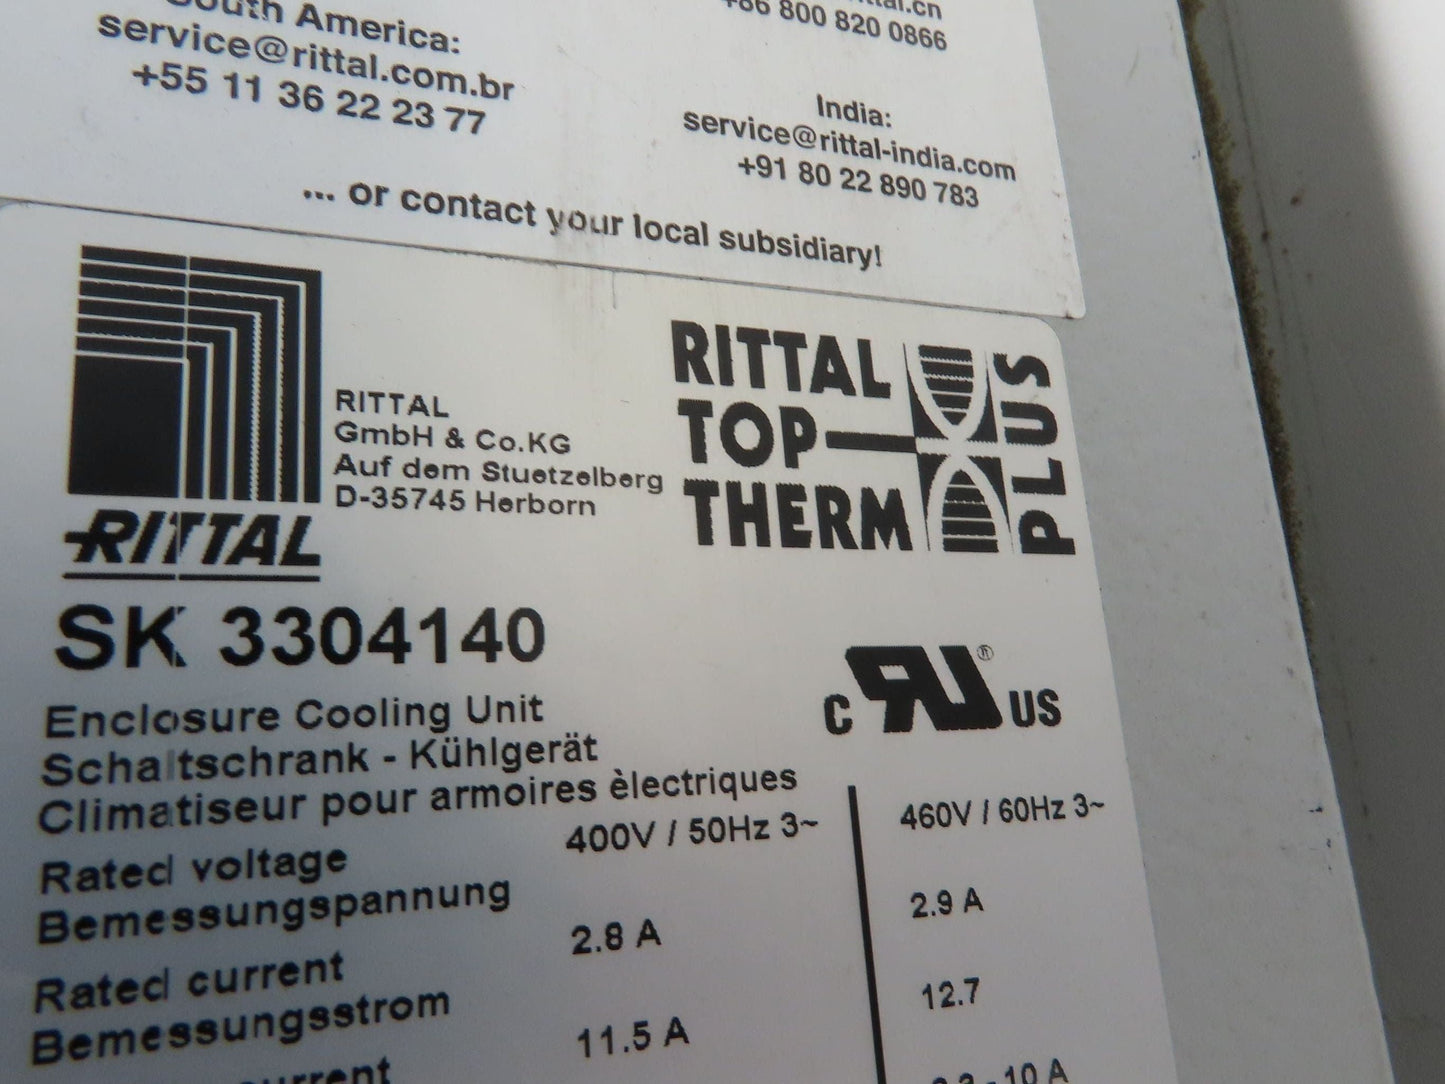 South America:
service@rittal.com.br
+55 11 36 22 23 77
+86 800 820 0866
India:
service@rittal-india.com
+91 80 22 890 783
... or contact your local subsidiary!
RITTAL
GmbH & Co.KG
Auf dem Stuetzelberg
D-35745 Herborn
RITTAL
RITTAL
TOP
THERM
PLUS
SK 3304140
Enclosure Cooling Unit
Schaltschrank - Kühlgerät
Climatiseur pour armoires èlectriques
C RU ® US
Rated voltage 400V / 50Hz 3~ 460V / 60Hz 3~
Bemessungspannung
Rated current 2.8 A 2.9 A
Bemessungsstrom
11.5 A 12.7
current
- 10 A